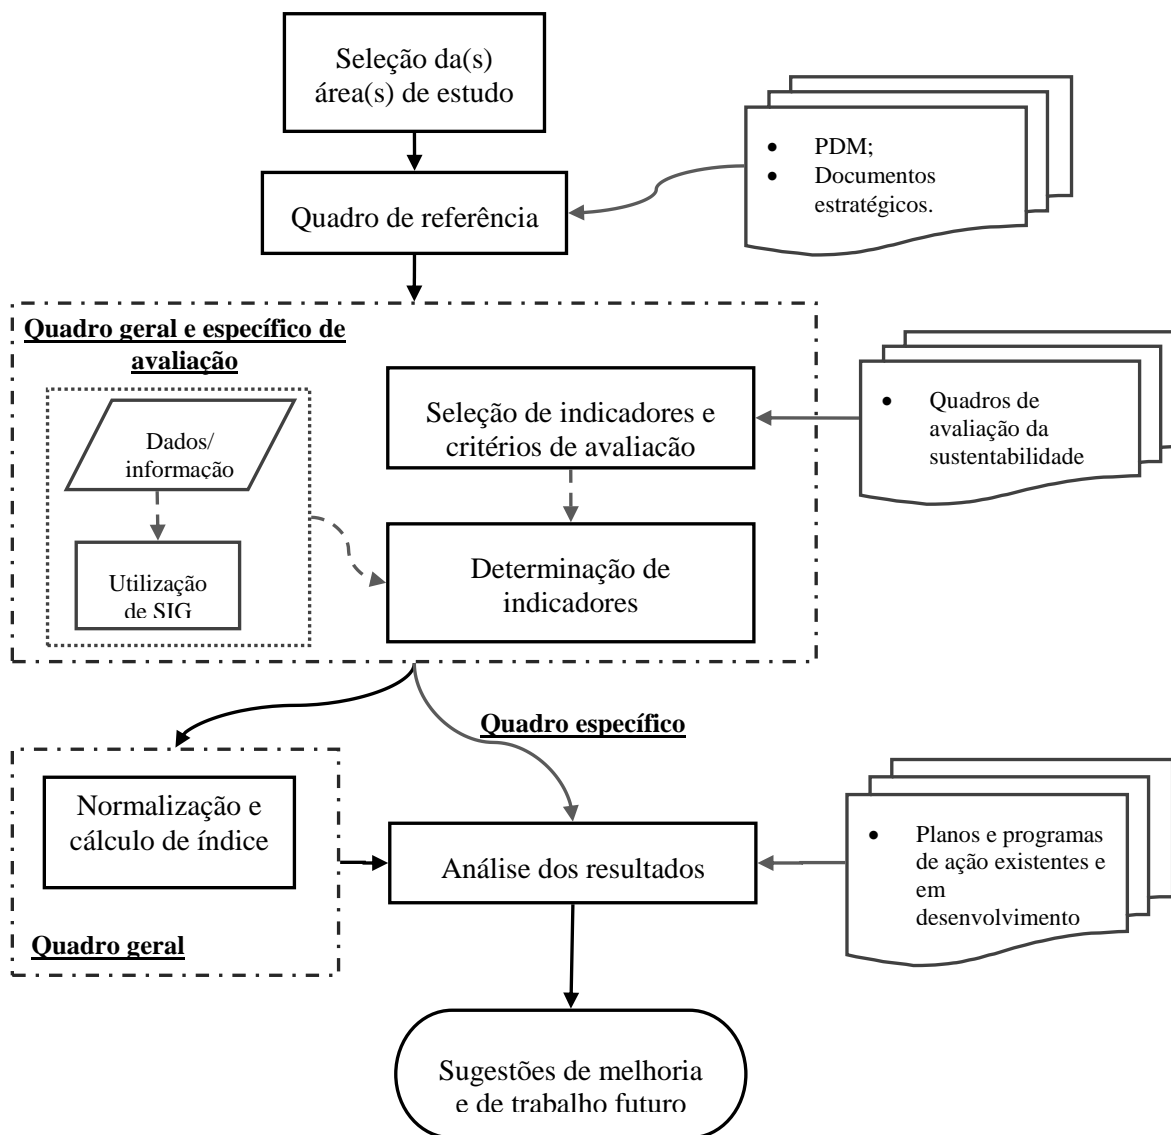 Seleção da(s)
área(s) de estudo
• PDM;
• Documentos
estratégicos.
Quadro de referência
Quadro geral e específico de
avaliação
Seleção de indicadores e
critérios de avaliação
• Quadros de
avaliação da
sustentabilidade
Dados/
informação
Utilização
de SIG
Determinação de
indicadores
Quadro específico
Normalização e
cálculo de índice
Quadro geral
Análise dos resultados
• Planos e programas
de ação existentes e
em
desenvolvimento
Sugestões de melhoria
e de trabalho futuro